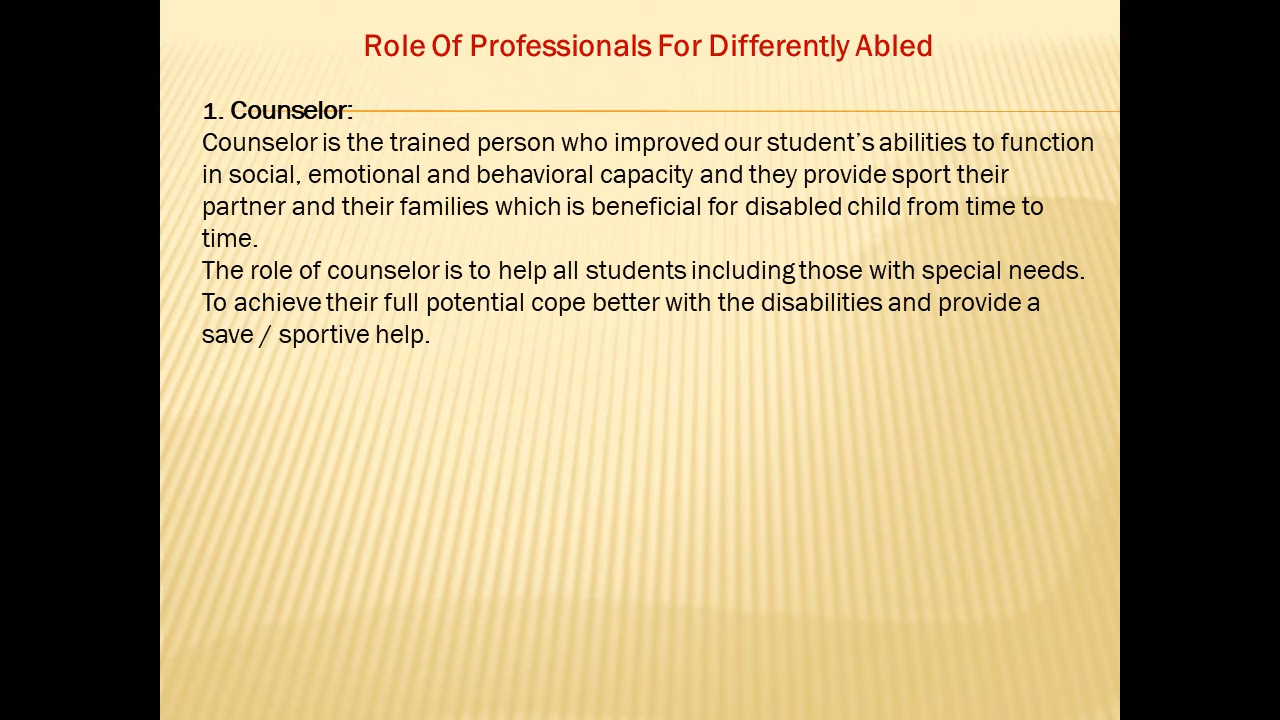 Role Of Professionals For Differently Abled
1. Counselor:
Counselor is the trained person who improved our student’s abilities to function
in social, emotional and behavioral capacity and they provide sport their
partner and their families which is beneficial for disabled child from time to
time.
The role of counselor is to help all students including those with special needs.
To achieve their full potential cope better with the disabilities and provide a
save / sportive help.